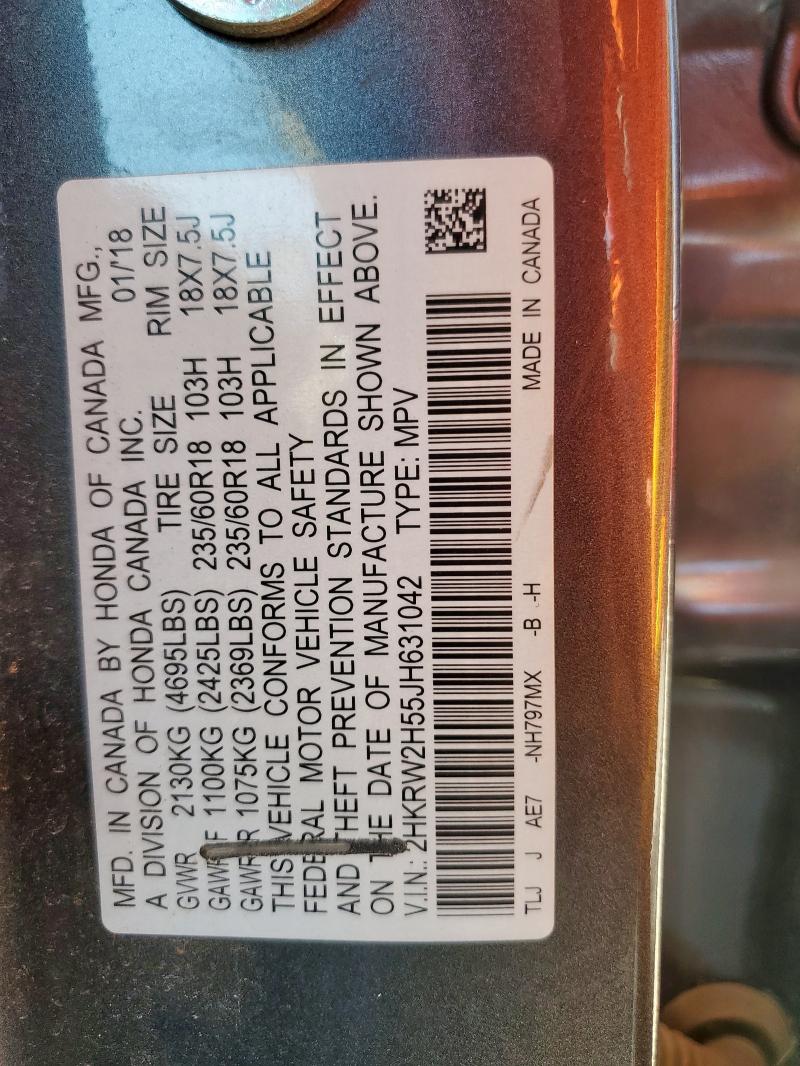 MFD. IN CANADA BY HONDA OF CANADA MFG.,
A DIVISION OF HONDA CANADA INC. 01/'18
GVWR 2130KG (4695LBS) TIRE SIZE RIM SIZE
GAWR F 1100KG (2425LBS) 235/60R18 103H 18X7.5J
GAWR R 1075KG (2369LBS) 235/60R18 103H 18X7.5J
THIS VEHICLE CONFORMS TO ALL APPLICABLE
FEDERAL MOTOR VEHICLE SAFETY
AND THEFT PREVENTION STANDARDS IN EFFECT
ON THE DATE OF MANUFACTURE SHOWN ABOVE.
V.I.N.: 2HKRW2H55JH631042 TYPE: MPV
TLJ J AE7 -NH797MX -B -H MADE IN CANADA